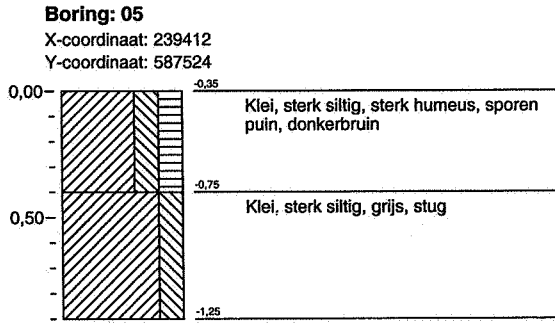 Boring: 05
X-coordinaat: 239412
Y-coordinaat: 587524
0,00
-0,35
Klei, sterk siltig, sterk humeus, sporen
puin, donkerbruin
-0,75
0,50
Klei, sterk siltig, grijs, stug
-1,25